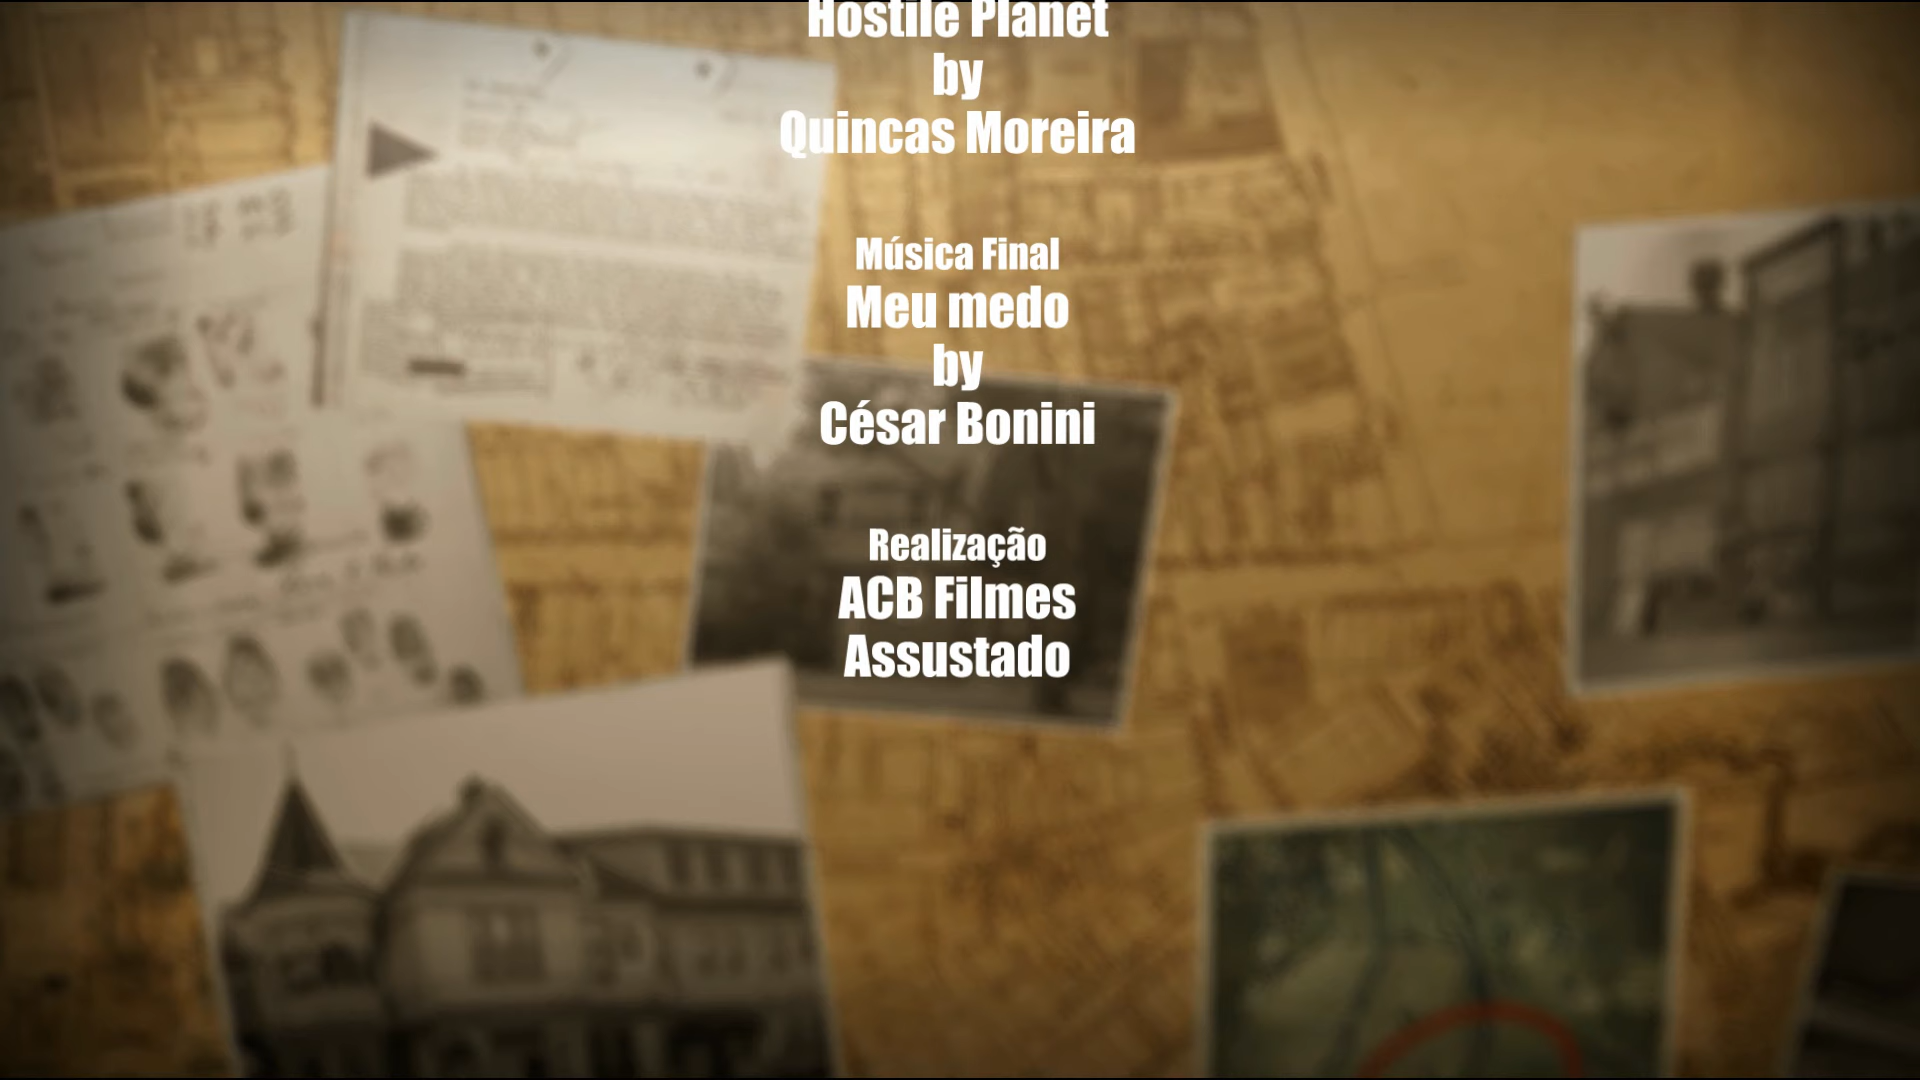 Hostile Planet
by
Quincas Moreira
Música Final
Meu medo
by
César Bonini
Realização
ACB Filmes
Assustado